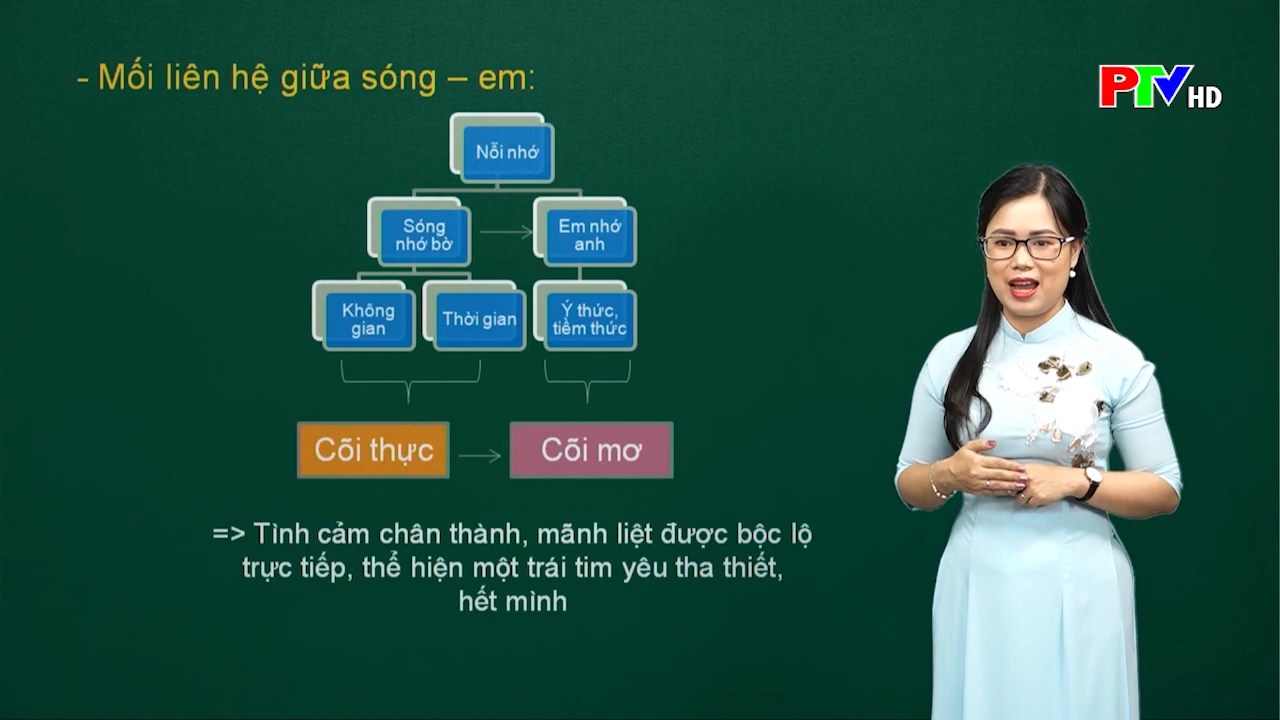 - Mối liên hệ giữa sóng – em:
PTV HD
Nỗi nhớ
Sóng
nhớ bờ
Em nhớ
anh
Không
gian
Thời gian
Ý thức,
tiềm thức
Cõi thực
Cõi mơ
=> Tình cảm chân thành, mãnh liệt được bộc lộ
trực tiếp, thể hiện một trái tim yêu tha thiết,
hết mình